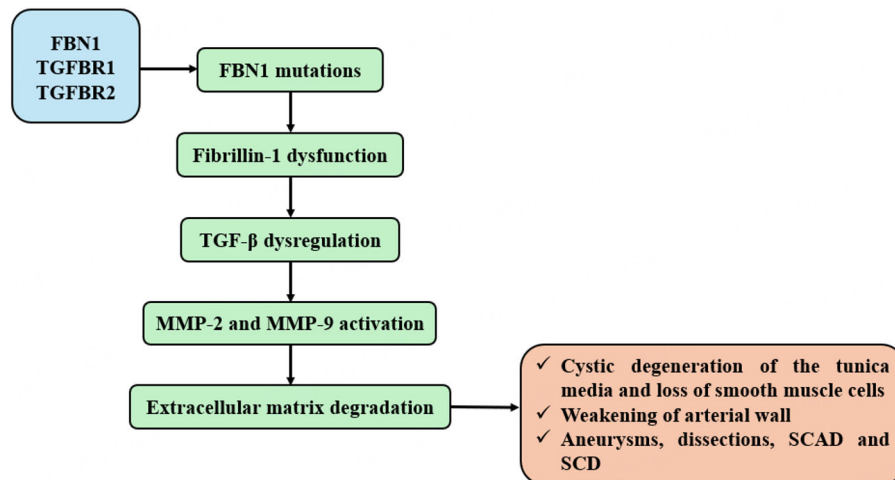 FBN1
TGFBR1
TGFBR2
FBN1 mutations
Fibrillin-1 dysfunction
TGF-β dysregulation
MMP-2 and MMP-9 activation
Extracellular matrix degradation
✓ Cystic degeneration of the tunica
media and loss of smooth muscle cells
✓ Weakening of arterial wall
✓ Aneurysms, dissections, SCAD and
SCD